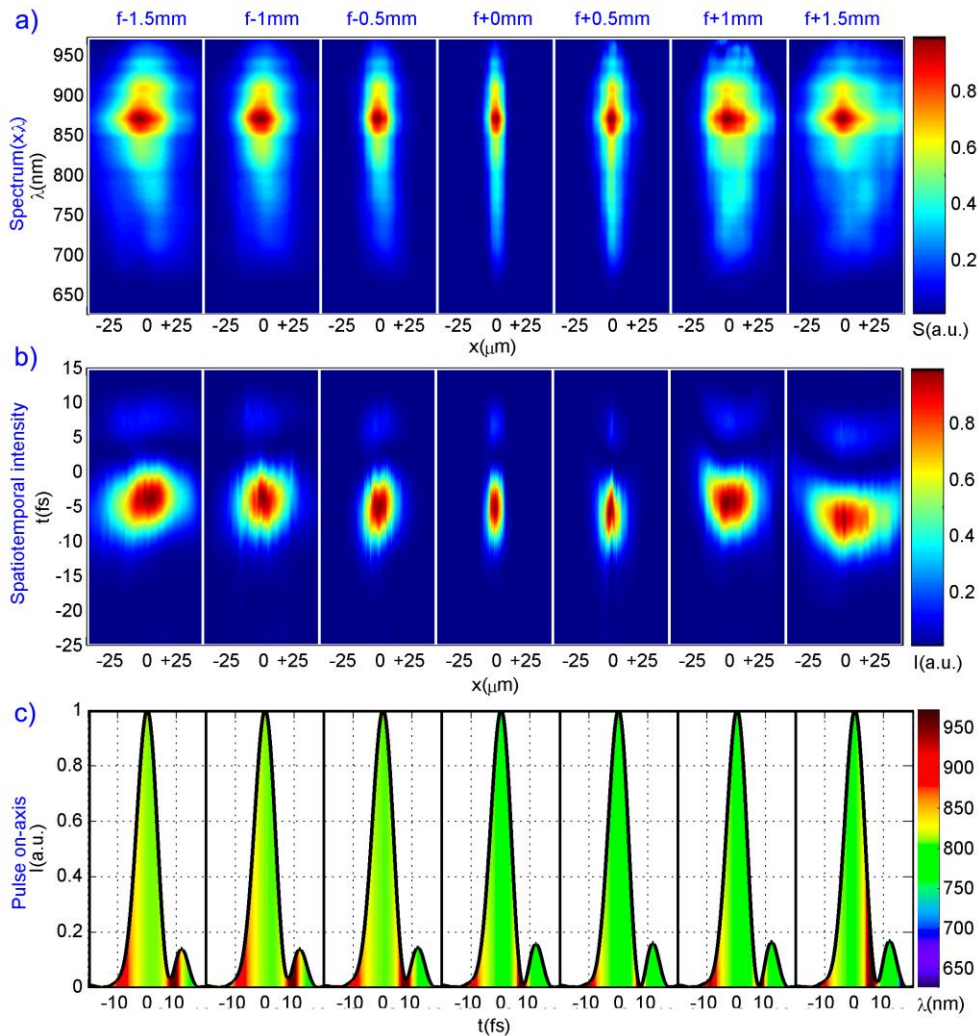 a) f-1.5mm f-1mm f-0.5mm f+0mm f+0.5mm f+1mm f+1.5mm
Spectrum(x,λ)
λ(nm)
950
900
850
800
750
700
650
0.8
0.6
0.4
0.2
-25 0 +25 -25 0 +25 -25 0 +25 -25 0 +25 -25 0 +25 -25 0 +25 -25 0 +25
S(a.u.)
x(μm)
b)
Spatiotemporal intensity
t(fs)
15
10
5
0
-5
-10
-15
-20
-25
0.8
0.6
0.4
0.2
-25 0 +25 -25 0 +25 -25 0 +25 -25 0 +25 -25 0 +25 -25 0 +25 -25 0 +25
I(a.u.)
x(μm)
c)
Pulse on-axis
I(a.u.)
1
0.8
0.6
0.4
0.2
0
950
900
850
800
750
700
650
-10 0 10 -10 0 10 -10 0 10 -10 0 10 -10 0 10 -10 0 10 -10 0 10
λ(nm)
t(fs)